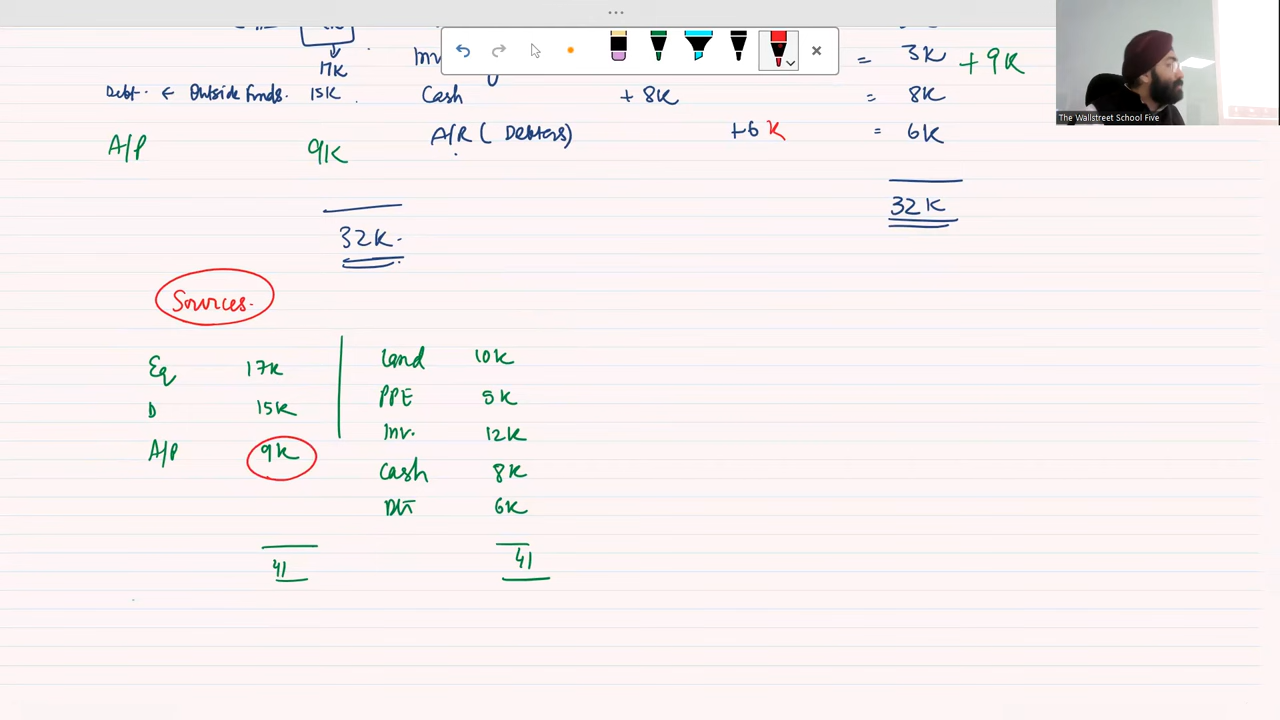 17K
Inv = 3K + 9K
Debt. ← Outside Funds. 15K Cash + 8K = 8K
A/P 9K A/R ( Debtors) +6 K = 6K
32K
32K.
Sources.
Eq 17K Land 10K
D 15K PPE 5K
A/P 9K Inv. 12K
Cash 8K
6K
41 41
The Wallstreet School Five